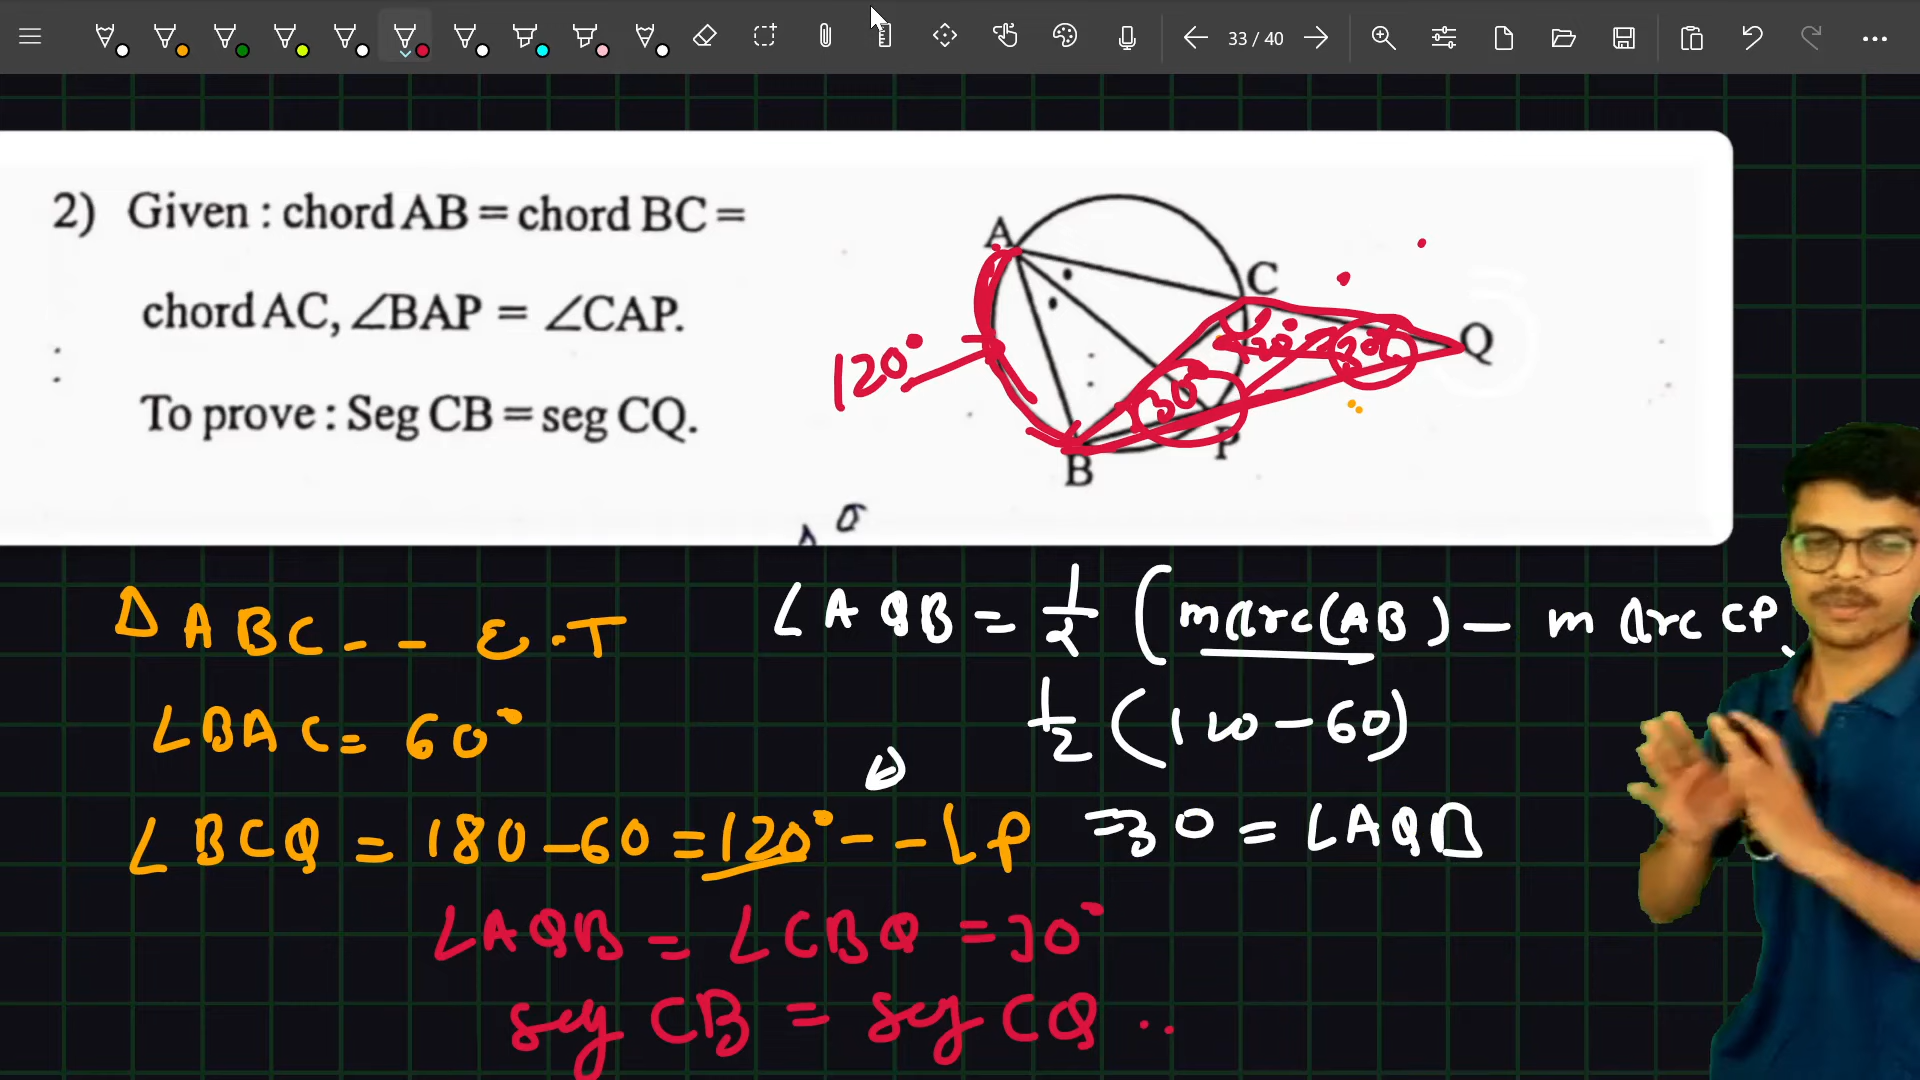 33 / 40
2) Given : chord AB = chord BC =
chord AC, ∠BAP = ∠CAP.
To prove : Seg CB = seg CQ.
A
C
Q
P
B
120°
30°
120°
30
Δ ABC - - E.T
∠BAC = 60°
∠BCQ = 180 - 60 = 120° - - L P
∠AQB = 1/2 (m arc(AB) - m arc CP
1/2 (120 - 60)
⇒ 30 = ∠AQB
∠AQB = ∠CBQ = 30°
seg CB = seg CQ ..